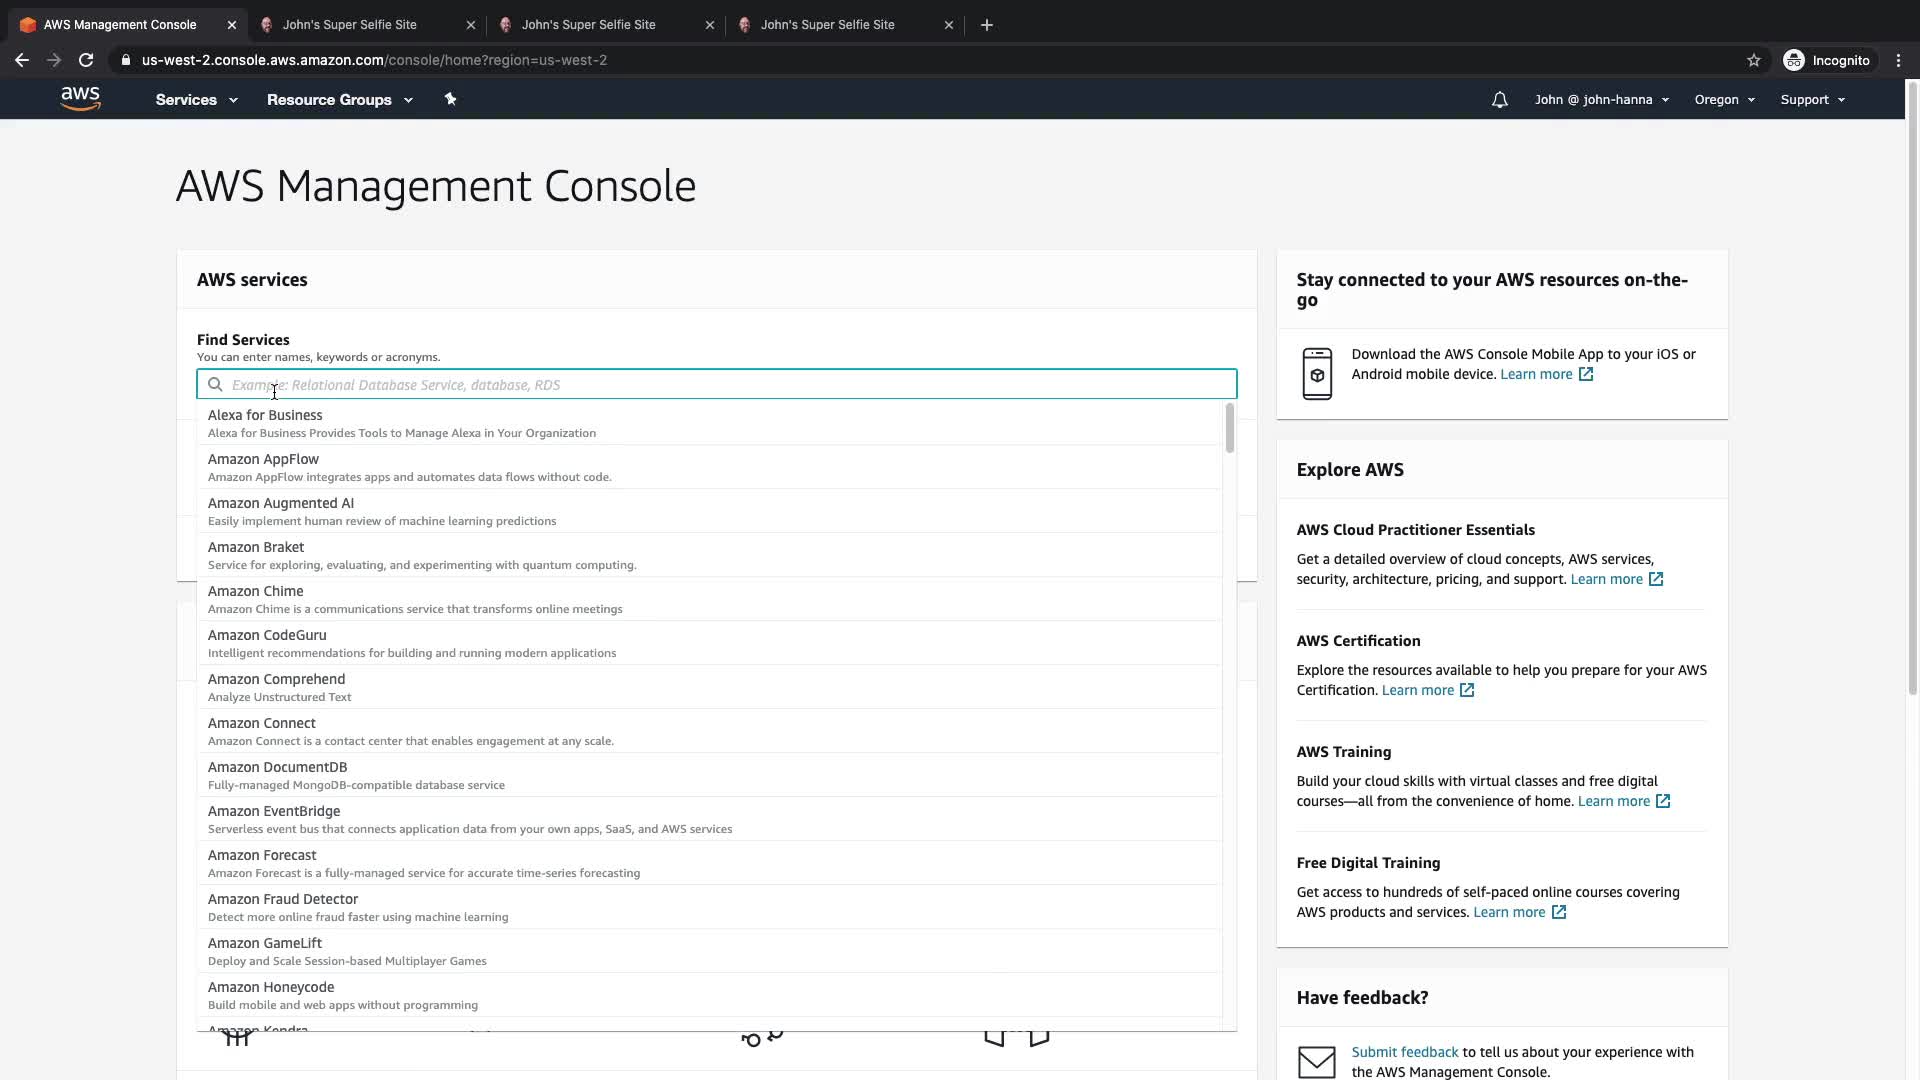 AWS Management Console
John's Super Selfie Site
John's Super Selfie Site
John's Super Selfie Site
us-west-2.console.aws.amazon.com/console/home?region=us-west-2
Incognito
aws
Services
Resource Groups
John @ john-hanna
Oregon
Support
AWS Management Console
AWS services
Find Services
You can enter names, keywords or acronyms.
Example: Relational Database Service, database, RDS
Alexa for Business
Alexa for Business Provides Tools to Manage Alexa in Your Organization
Amazon AppFlow
Amazon AppFlow integrates apps and automates data flows without code.
Amazon Augmented AI
Easily implement human review of machine learning predictions
Amazon Braket
Service for exploring, evaluating, and experimenting with quantum computing.
Amazon Chime
Amazon Chime is a communications service that transforms online meetings
Amazon CodeGuru
Intelligent recommendations for building and running modern applications
Amazon Comprehend
Analyze Unstructured Text
Amazon Connect
Amazon Connect is a contact center that enables engagement at any scale.
Amazon DocumentDB
Fully-managed MongoDB-compatible database service
Amazon EventBridge
Serverless event bus that connects application data from your own apps, SaaS, and AWS services
Amazon Forecast
Amazon Forecast is a fully-managed service for accurate time-series forecasting
Amazon Fraud Detector
Detect more online fraud faster using machine learning
Amazon GameLift
Deploy and Scale Session-based Multiplayer Games
Amazon Honeycode
Build mobile and web apps without programming
Amazon Kendra
Stay connected to your AWS resources on-the-
go
Download the AWS Console Mobile App to your iOS or
Android mobile device. Learn more
Explore AWS
AWS Cloud Practitioner Essentials
Get a detailed overview of cloud concepts, AWS services,
security, architecture, pricing, and support. Learn more
AWS Certification
Explore the resources available to help you prepare for your AWS
Certification. Learn more
AWS Training
Build your cloud skills with virtual classes and free digital
courses—all from the convenience of home. Learn more
Free Digital Training
Get access to hundreds of self-paced online courses covering
AWS products and services. Learn more
Have feedback?
Submit feedback to tell us about your experience with
the AWS Management Console.